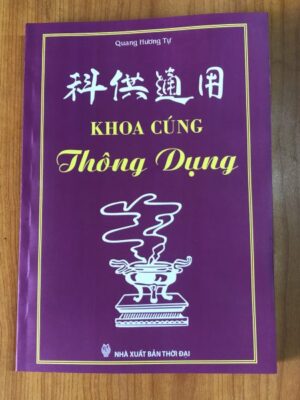 Quang Hương Tự
科供通用
KHOA CÚNG
Thông Dụng
NHÀ XUẤT BẢN THỜI ĐẠI